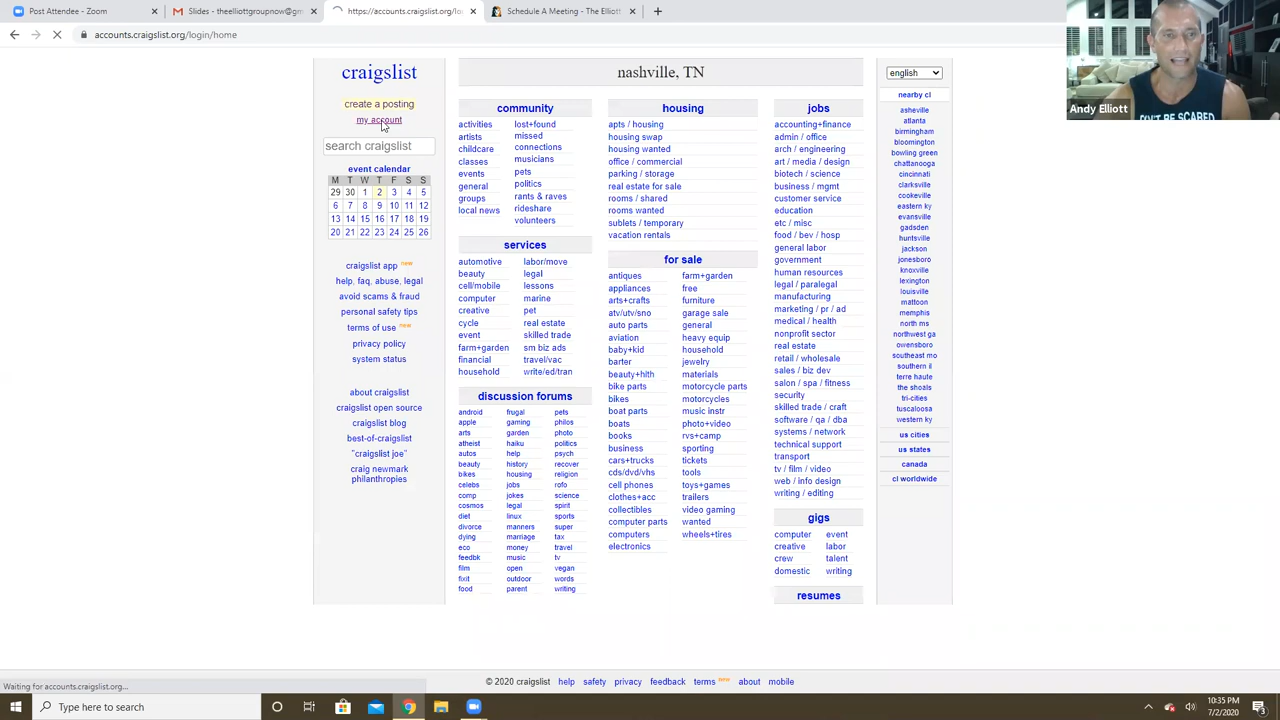 Post Attendee - Zoom
Slides - theelliottgroupnow@gm
https://accounts.craigslist.org/lo
Schedule A Meeting - The Elliott
accounts.craigslist.org/login/home
Andy Elliott
craigslist
create a posting
my account
search craigslist
event calendar
M T W T F S S
29 30 1 2 3 4 5
6 7 8 9 10 11 12
13 14 15 16 17 18 19
20 21 22 23 24 25 26
craigslist app new
help, faq, abuse, legal
avoid scams & fraud
personal safety tips
terms of use new
privacy policy
system status
about craigslist
craigslist open source
craigslist blog
best-of-craigslist
"craigslist joe"
craig newmark
philanthropies
nashville, TN
community
activities
artists
childcare
classes
events
general
groups
local news
lost+found
missed
connections
musicians
pets
politics
rants & raves
rideshare
volunteers
services
automotive
beauty
cell/mobile
computer
creative
cycle
event
farm+garden
financial
household
labor/move
legal
lessons
marine
pet
real estate
skilled trade
sm biz ads
travel/vac
write/ed/tran
discussion forums
android
apple
arts
atheist
autos
beauty
bikes
celebs
comp
cosmos
diet
divorce
dying
eco
feedbk
film
fixit
food
frugal
gaming
garden
haiku
help
history
housing
jobs
jokes
legal
linux
manners
marriage
money
music
open
outdoor
parent
pets
philos
photo
politics
psych
recover
religion
rofo
science
spirit
sports
super
tax
travel
tv
vegan
words
writing
housing
apts / housing
housing swap
housing wanted
office / commercial
parking / storage
real estate for sale
rooms / shared
rooms wanted
sublets / temporary
vacation rentals
for sale
antiques
appliances
arts+crafts
atv/utv/sno
auto parts
aviation
baby+kid
barter
beauty+hlth
bike parts
bikes
boat parts
boats
books
business
cars+trucks
cds/dvd/vhs
cell phones
clothes+acc
collectibles
computer parts
computers
electronics
farm+garden
free
furniture
garage sale
general
heavy equip
household
jewelry
materials
motorcycle parts
motorcycles
music instr
photo+video
rvs+camp
sporting
tickets
tools
toys+games
trailers
video gaming
wanted
wheels+tires
jobs
accounting+finance
admin / office
arch / engineering
art / media / design
biotech / science
business / mgmt
customer service
education
etc / misc
food / bev / hosp
general labor
government
human resources
legal / paralegal
manufacturing
marketing / pr / ad
medical / health
nonprofit sector
real estate
retail / wholesale
sales / biz dev
salon / spa / fitness
security
skilled trade / craft
software / qa / dba
systems / network
technical support
transport
tv / film / video
web / info design
writing / editing
gigs
computer
creative
crew
domestic
event
labor
talent
writing
resumes
english
nearby cl
asheville
atlanta
birmingham
bloomington
bowling green
chattanooga
cincinnati
clarksville
cookeville
eastern ky
evansville
gadsden
huntsville
jackson
jonesboro
knoxville
lexington
louisville
mattoon
memphis
north ms
northwest ga
owensboro
southeast mo
southern il
terre haute
the shoals
tri-cities
tuscaloosa
western ky
us cities
us states
canada
cl worldwide
© 2020 craigslist help safety privacy feedback terms new about mobile
Waiting for accounts.craigslist.org...
Type here to search
10:35 PM
7/2/2020